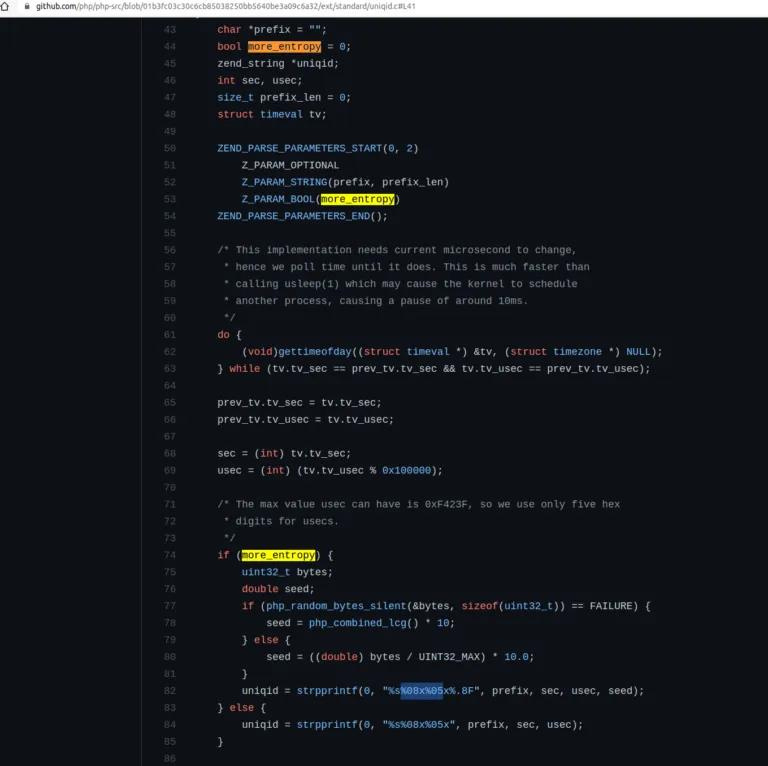 github.com/php/php-src/blob/01b3fc03c30c6cb85038250bb5640be3a09c6a32/ext/standard/uniqid.c#L41
43 char *prefix = "";
44 bool more_entropy = 0;
45 zend_string *uniqid;
46 int sec, usec;
47 size_t prefix_len = 0;
48 struct timeval tv;
49
50 ZEND_PARSE_PARAMETERS_START(0, 2)
51 Z_PARAM_OPTIONAL
52 Z_PARAM_STRING(prefix, prefix_len)
53 Z_PARAM_BOOL(more_entropy)
54 ZEND_PARSE_PARAMETERS_END();
55
56 /* This implementation needs current microsecond to change,
57 * hence we poll time until it does. This is much faster than
58 * calling usleep(1) which may cause the kernel to schedule
59 * another process, causing a pause of around 10ms.
60 */
61 do {
62 (void)gettimeofday((struct timeval *) &tv, (struct timezone *) NULL);
63 } while (tv.tv_sec == prev_tv.tv_sec && tv.tv_usec == prev_tv.tv_usec);
64
65 prev_tv.tv_sec = tv.tv_sec;
66 prev_tv.tv_usec = tv.tv_usec;
67
68 sec = (int) tv.tv_sec;
69 usec = (int) (tv.tv_usec % 0x100000);
70
71 /* The max value usec can have is 0xF423F, so we use only five hex
72 * digits for usecs.
73 */
74 if (more_entropy) {
75 uint32_t bytes;
76 double seed;
77 if (php_random_bytes_silent(&bytes, sizeof(uint32_t)) == FAILURE) {
78 seed = php_combined_lcg() * 10;
79 } else {
80 seed = ((double) bytes / UINT32_MAX) * 10.0;
81 }
82 uniqid = strpprintf(0, "%s%08x%05x%.8F", prefix, sec, usec, seed);
83 } else {
84 uniqid = strpprintf(0, "%s%08x%05x", prefix, sec, usec);
85 }
86